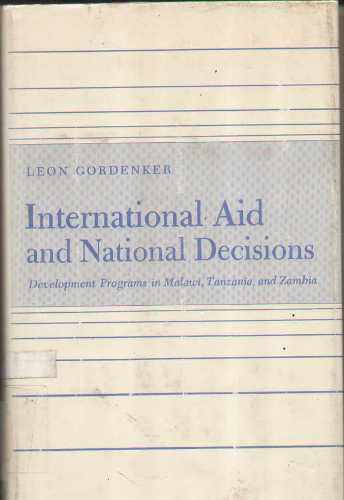 LEON GORDENKER
International Aid
and National Decisions
Development Programs in Malawi, Tanzania, and Zambia